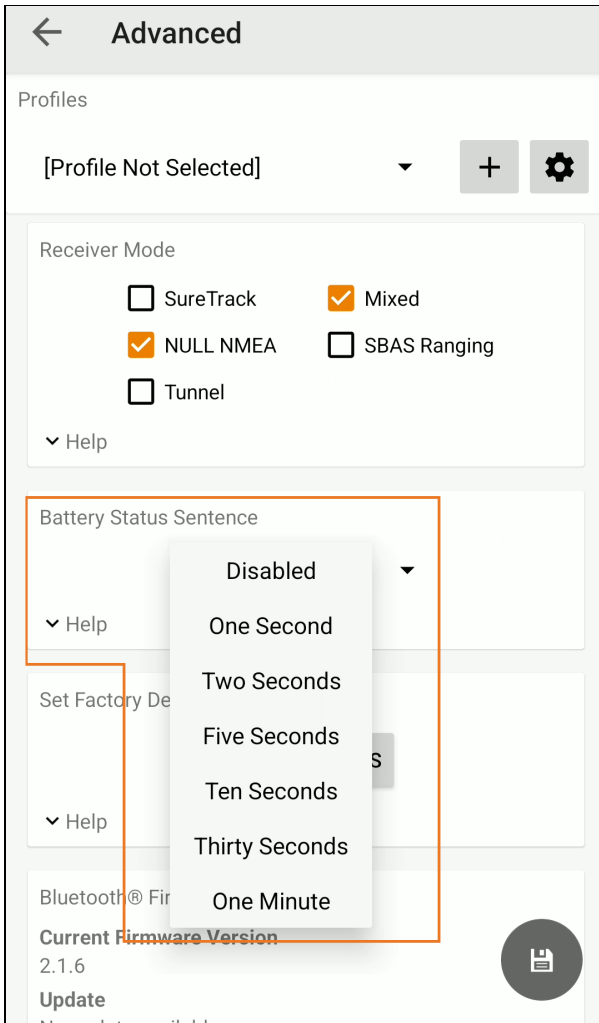 Advanced
Profiles
[Profile Not Selected]
Receiver Mode
SureTrack
Mixed
NULL NMEA
SBAS Ranging
Tunnel
Help
Battery Status Sentence
Disabled
Help
One Second
Two Seconds
Set Factory De
Five Seconds
S
Ten Seconds
Help
Thirty Seconds
Bluetooth® Fir
One Minute
Current Firmware Version
2.1.6
Update